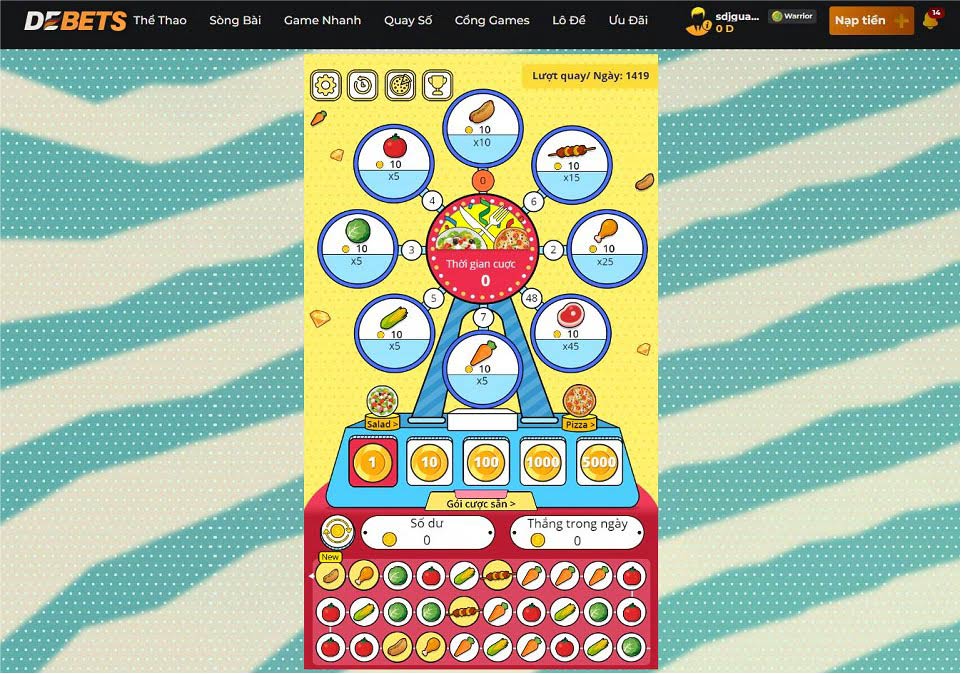 DEBETS Thể Thao Sòng Bài Game Nhanh Quay Số Cổng Games Lô Đề Ưu Đãi sdjgua... 0 D Warrior Nạp tiền + 14
Lượt quay/ Ngày: 1419
10
x10
10
x5
10
x15
0
4
6
10
x5
3
Thời gian cược
0
2
10
x25
5
48
7
10
x5
10
x45
10
x5
Salad >
Pizza >
1 10 100 1000 5000
Gói cược sẵn >
Số dư
0
Thắng trong ngày
0
New